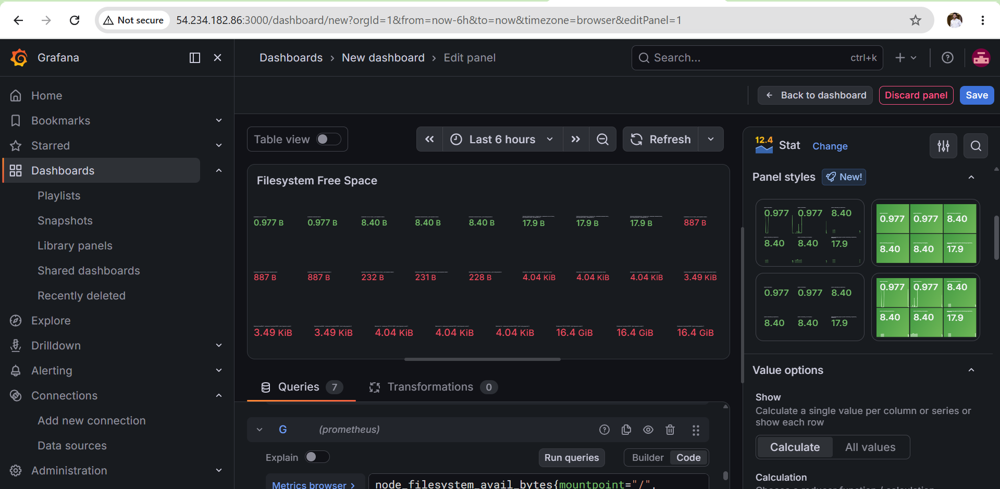 Not secure 54.234.182.86:3000/dashboard/new?orgId=1&from=now-6h&to=now&timezone=browser&editPanel=1
Grafana
Dashboards › New dashboard › Edit panel
Search... ctrl+k
Back to dashboard Discard panel Save
Home
Bookmarks
Starred
Dashboards
Playlists
Snapshots
Library panels
Shared dashboards
Recently deleted
Explore
Drilldown
Alerting
Connections
Add new connection
Data sources
Administration
Table view
Last 6 hours
Refresh
Filesystem Free Space
0.977 B 0.977 B 8.40 B 8.40 B 8.40 B 17.9 B 17.9 B 17.9 B 887 B
887 B 887 B 232 B 231 B 228 B 4.04 KiB 4.04 KiB 4.04 KiB 3.49 KiB
3.49 KiB 3.49 KiB 4.04 KiB 4.04 KiB 4.04 KiB 16.4 GiB 16.4 GiB 16.4 GiB
Queries 7 Transformations 0
G (prometheus)
Explain Run queries Builder Code
Metrics browser > node_filesystem_avail_bytes{mountpoint="/",
12.4 Stat Change
Panel styles New!
0.977 0.977 8.40
8.40 8.40 17.9
0.977 0.977 8.40
8.40 8.40 17.9
0.977 0.977 8.40
8.40 8.40 17.9
0.977 0.977 8.40
8.40 8.40 17.9
Value options
Show
Calculate a single value per column or series or
show each row
Calculate All values
Calculation
Choose a reducer function / calculation